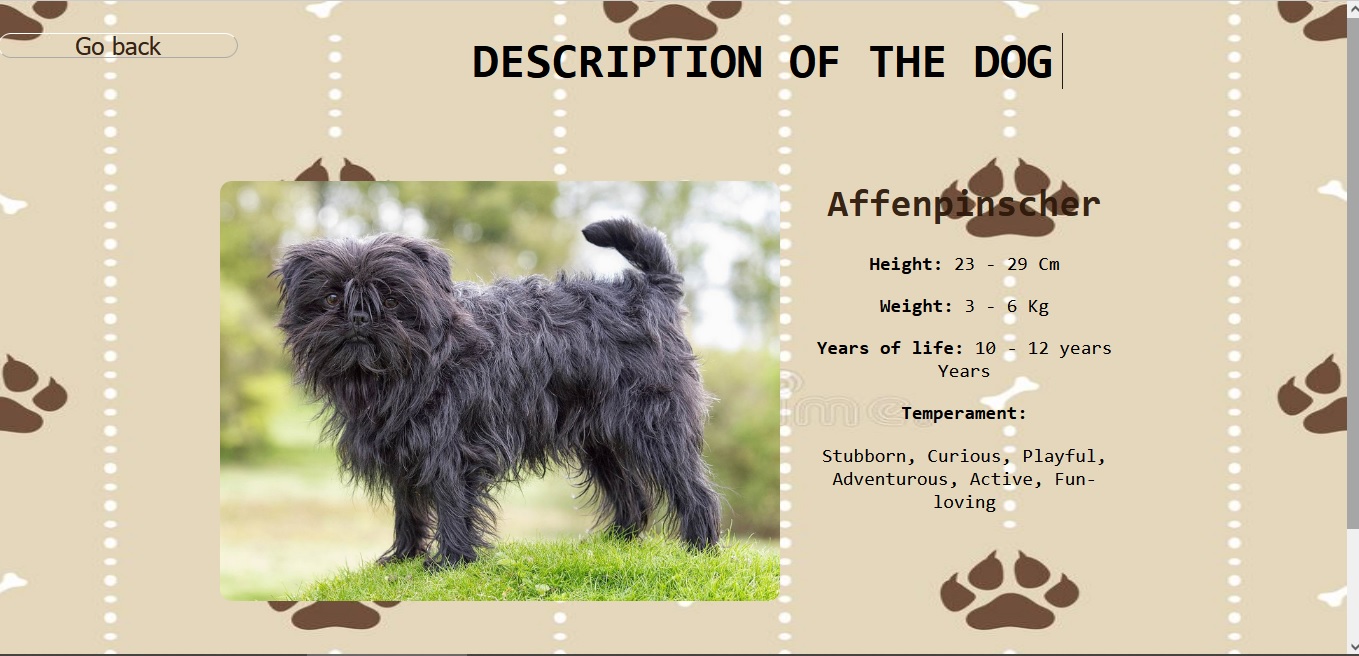 Go back
DESCRIPTION OF THE DOG
Affenpinscher
Height: 23 - 29 Cm
Weight: 3 - 6 Kg
Years of life: 10 - 12 years
Years
Temperament:
Stubborn, Curious, Playful,
Adventurous, Active, Fun-
loving